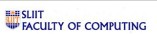 SLIIT
FACULTY OF COMPUTING